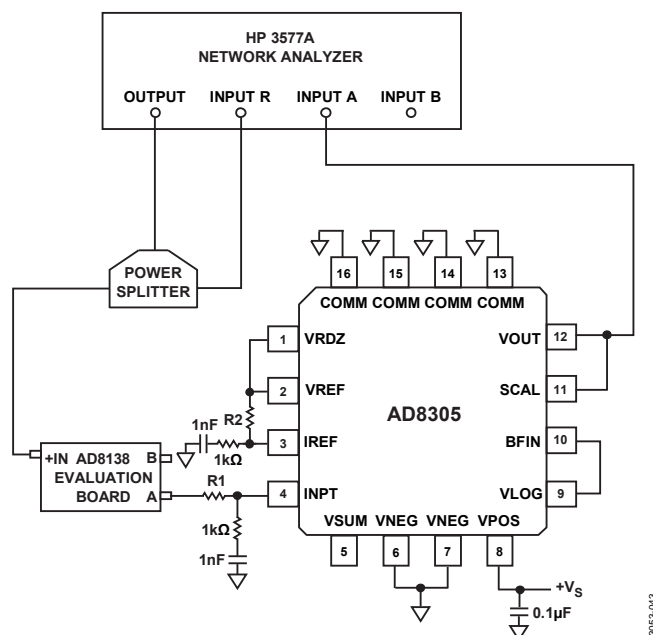 HP 3577A
NETWORK ANALYZER
OUTPUT INPUT R INPUT A INPUT B
POWER
SPLITTER
16 15 14 13
COMM COMM COMM COMM
1 VRDZ
VOUT 12
2 VREF
SCAL 11
R2
AD8305
1nF
3 IREF
BFIN 10
1kΩ
+IN AD8138 B
EVALUATION
BOARD A
R1
4 INPT
VLOG 9
1kΩ
VSUM VNEG VNEG VPOS
5 6 7 8
1nF
+VS
0.1µF